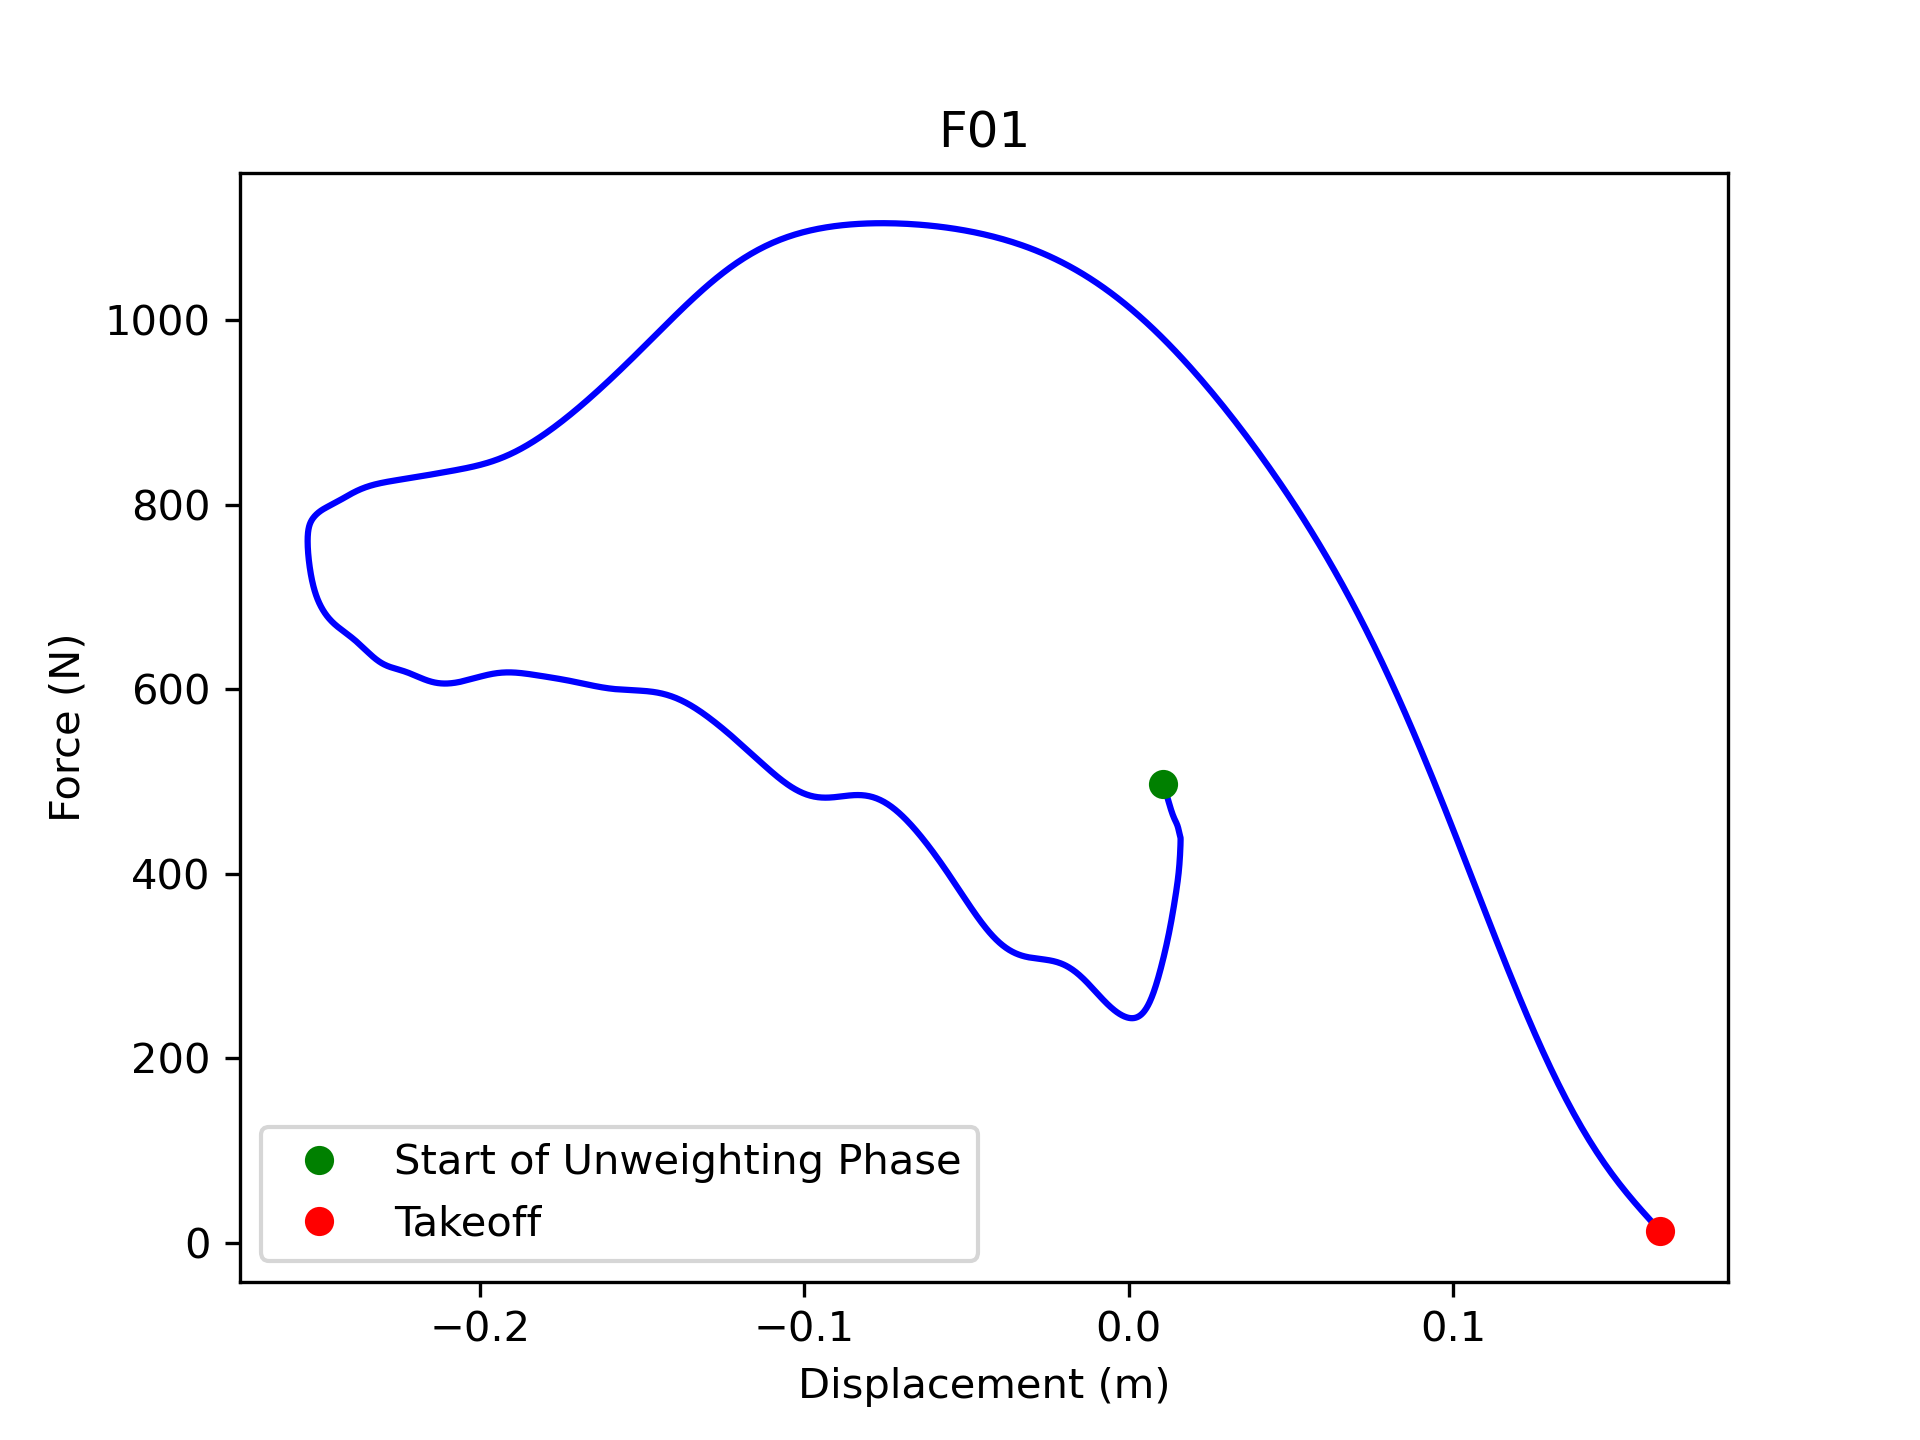 F01
1000
800
600
400
200
0
Force (N)
Start of Unweighting Phase
Takeoff
−0.2 −0.1 0.0 0.1
Displacement (m)